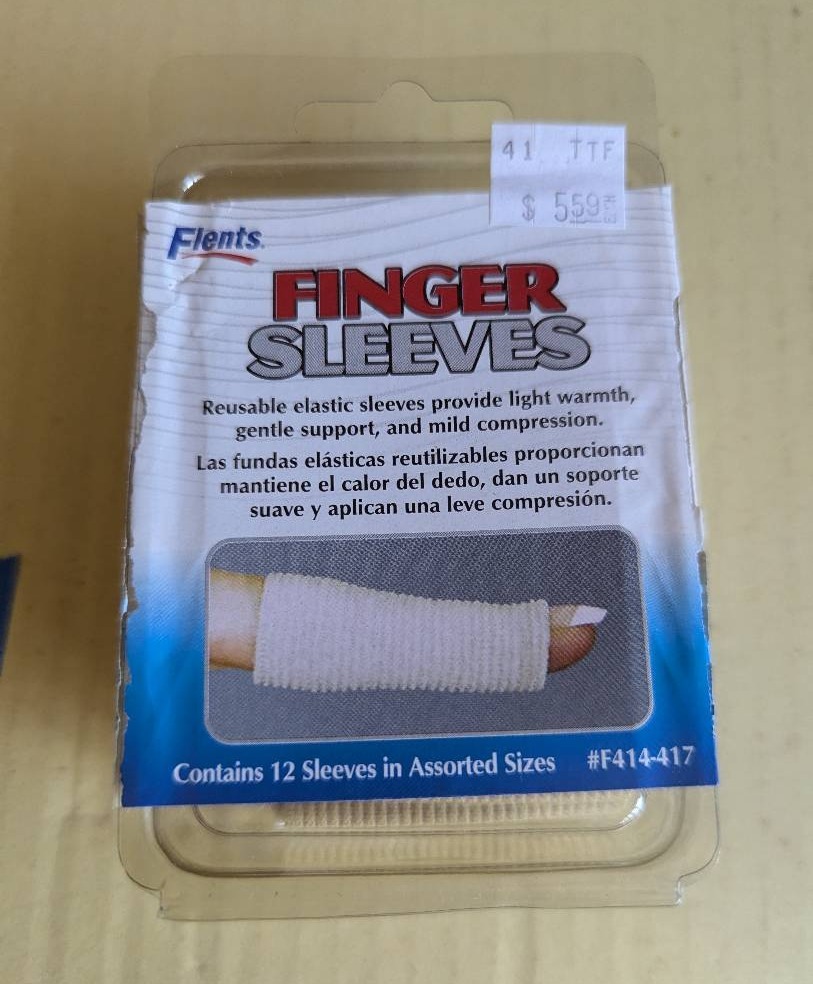 41 TTF
$ 559
Flents.
FINGER
SLEEVES
Reusable elastic sleeves provide light warmth,
gentle support, and mild compression.
Las fundas elásticas reutilizables proporcionan
mantiene el calor del dedo, dan un soporte
suave y aplican una leve compresión.
Contains 12 Sleeves in Assorted Sizes #F414-417